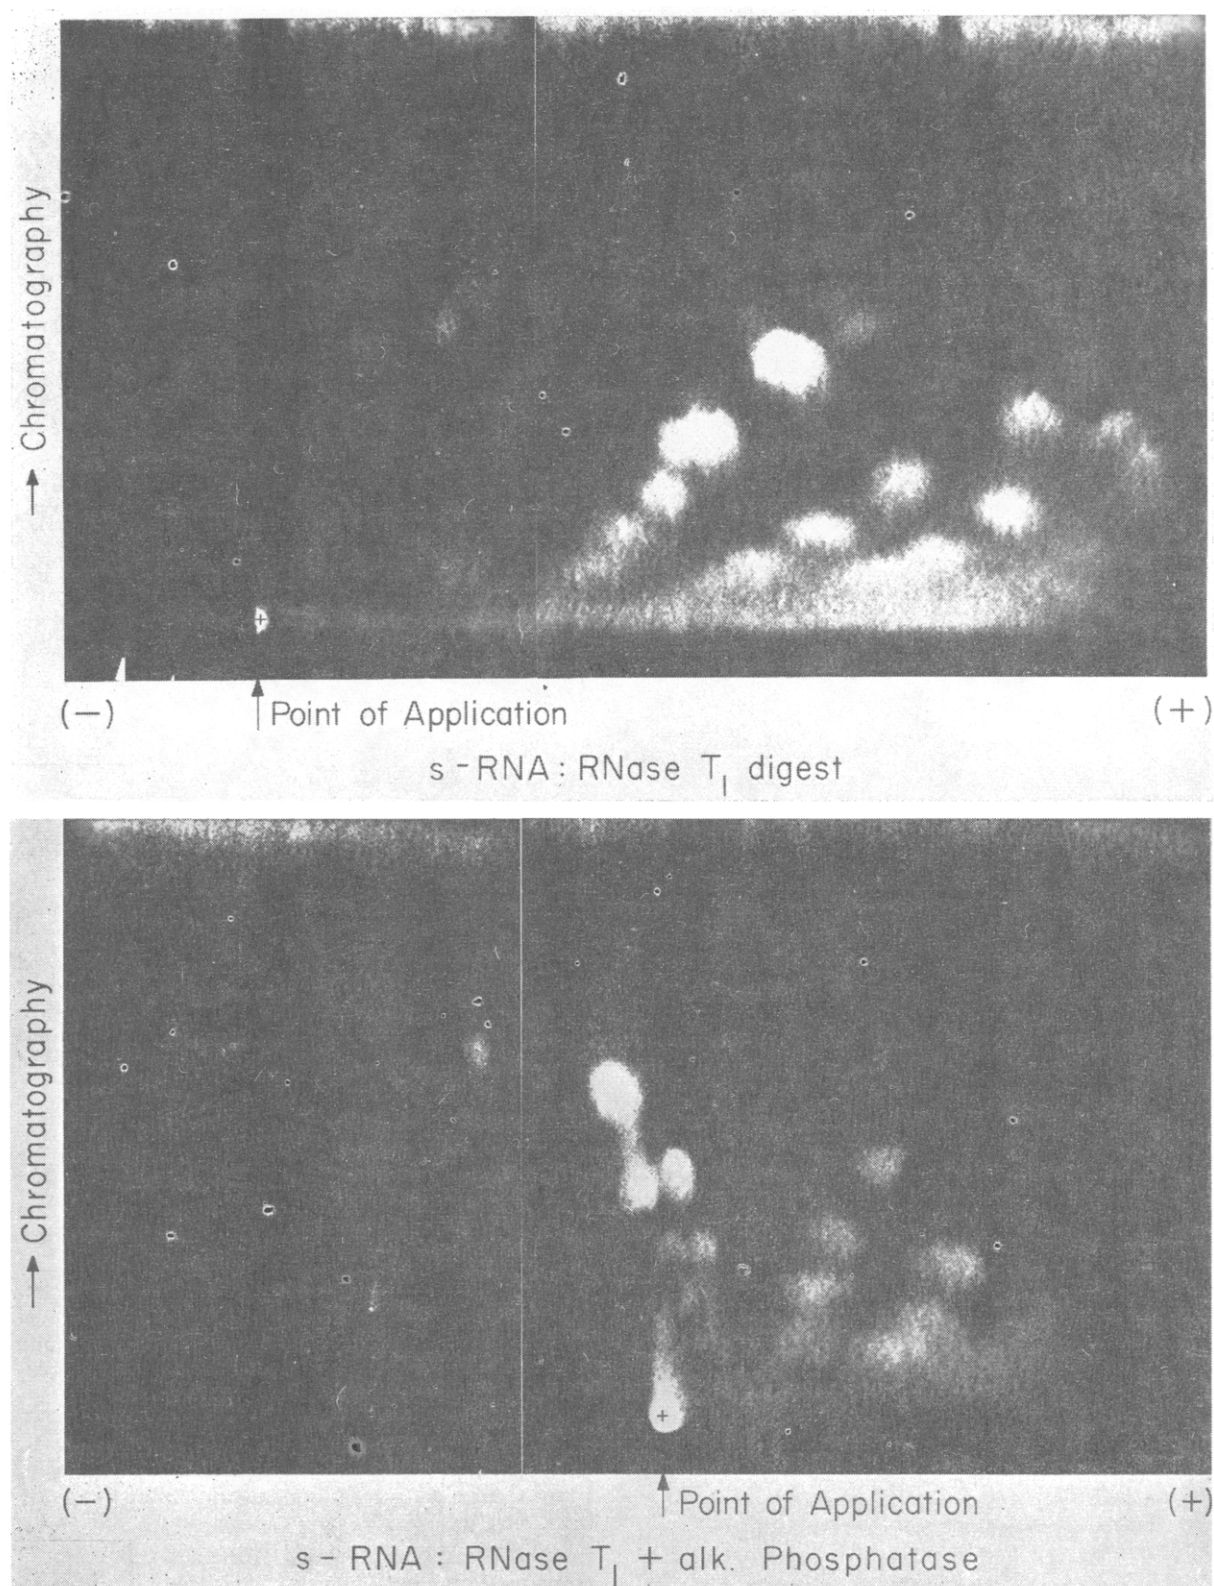 → Chromatography
+
(−) (+)
Point of Application
s-RNA: RNase T₁ digest
→ Chromatography
+
(−) (+)
Point of Application
s-RNA: RNase T₁ + alk. Phosphatase